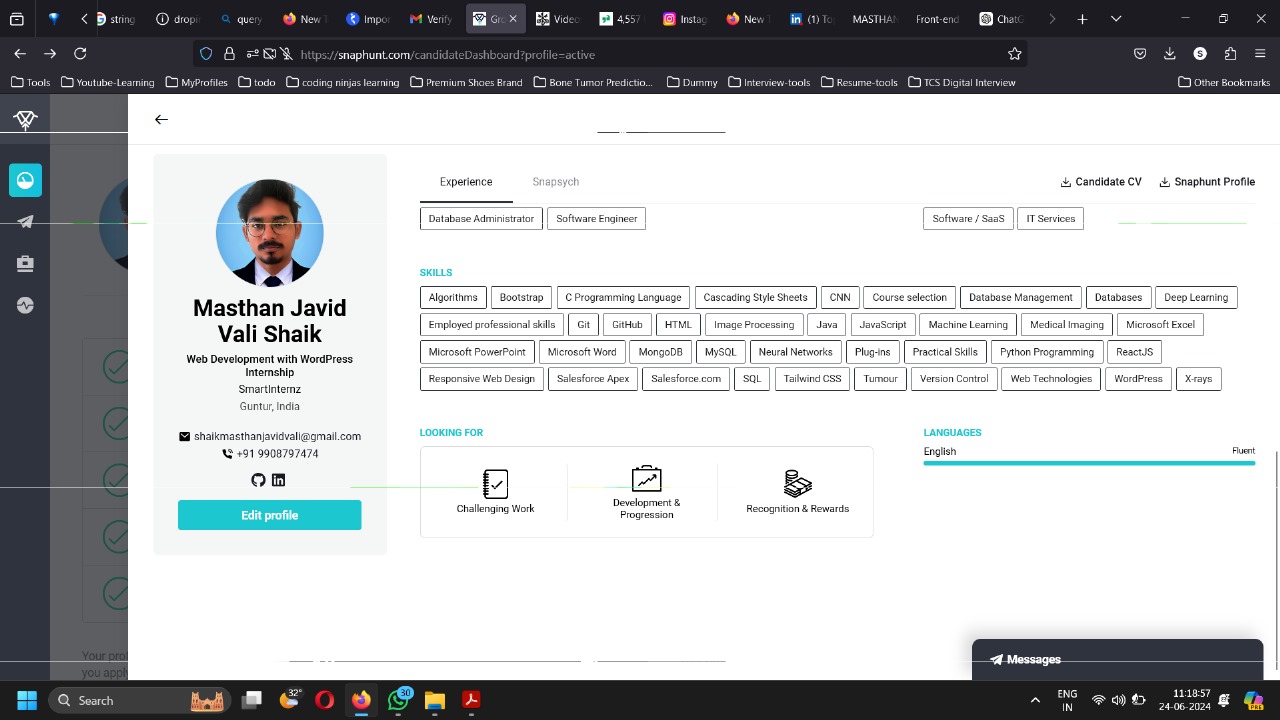 string
dropir
query
New T
Impor
Verify
Gro
Video
4,557
Instag
New T
(1) To
MASTHAN
Front-end
ChatG
https://snaphunt.com/candidateDashboard?profile=active
S
Tools
Youtube-Learning
MyProfiles
todo
coding ninjas learning
Premium Shoes Brand
Bone Tumor Predictio...
Dummy
Interview-tools
Resume-tools
TCS Digital Interview
Other Bookmarks
Masthan Javid
Vali Shaik
Web Development with WordPress
Internship
SmartInternz
Guntur, India
shaikmasthanjavidvali@gmail.com
+91 9908797474
Edit profile
Experience
Snapsych
Candidate CV
Snaphunt Profile
Database Administrator
Software Engineer
Software / SaaS
IT Services
SKILLS
Algorithms
Bootstrap
C Programming Language
Cascading Style Sheets
CNN
Course selection
Database Management
Databases
Deep Learning
Employed professional skills
Git
GitHub
HTML
Image Processing
Java
JavaScript
Machine Learning
Medical Imaging
Microsoft Excel
Microsoft PowerPoint
Microsoft Word
MongoDB
MySQL
Neural Networks
Plug-ins
Practical Skills
Python Programming
ReactJS
Responsive Web Design
Salesforce Apex
Salesforce.com
SQL
Tailwind CSS
Tumour
Version Control
Web Technologies
WordPress
X-rays
LOOKING FOR
Challenging Work
Development &
Progression
Recognition & Rewards
LANGUAGES
English
Fluent
Your prof
you apply
Messages
Search
32°
30
ENG
IN
11:18:57
24-06-2024
PRE